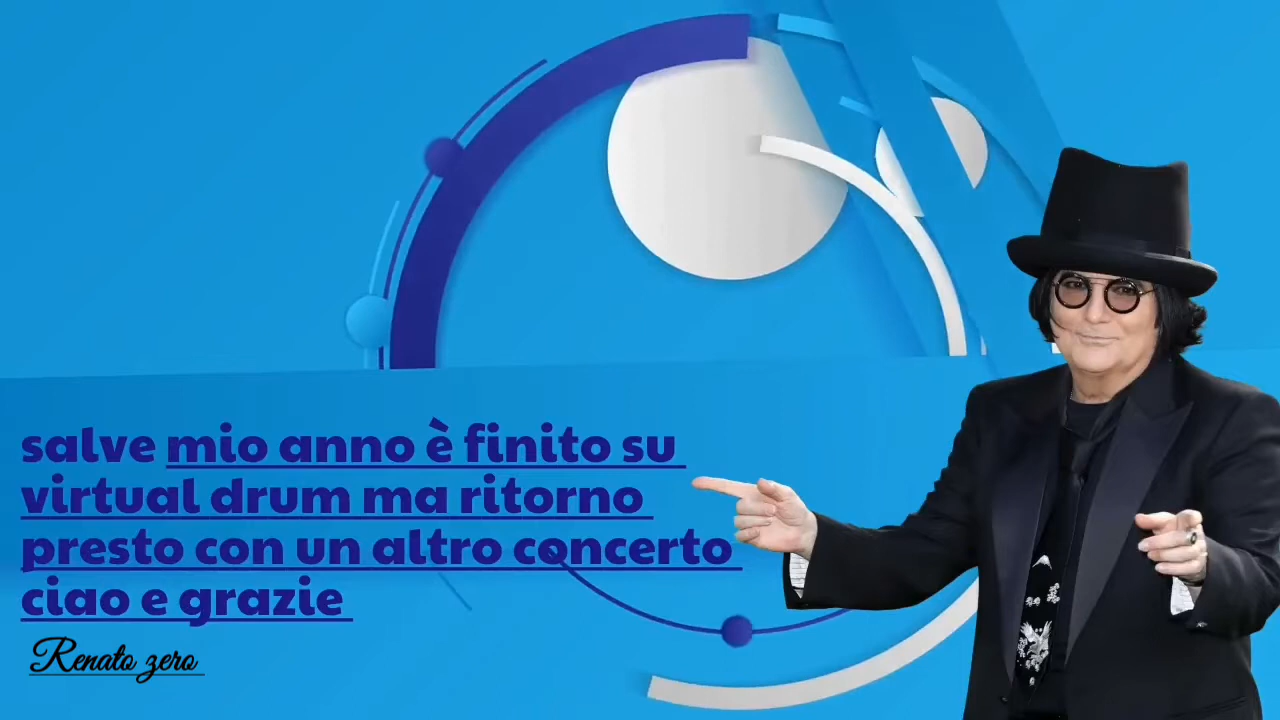 salve mio anno è finito su
virtual drum ma ritorno
presto con un altro concerto
ciao e grazie
Renato zero